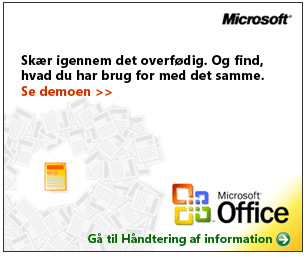 Microsoft®
Skær igennem det overfødig. Og find,
hvad du har brug for med det samme.
Se demoen >>
Microsoft®
Office
Gå til Håndtering af information